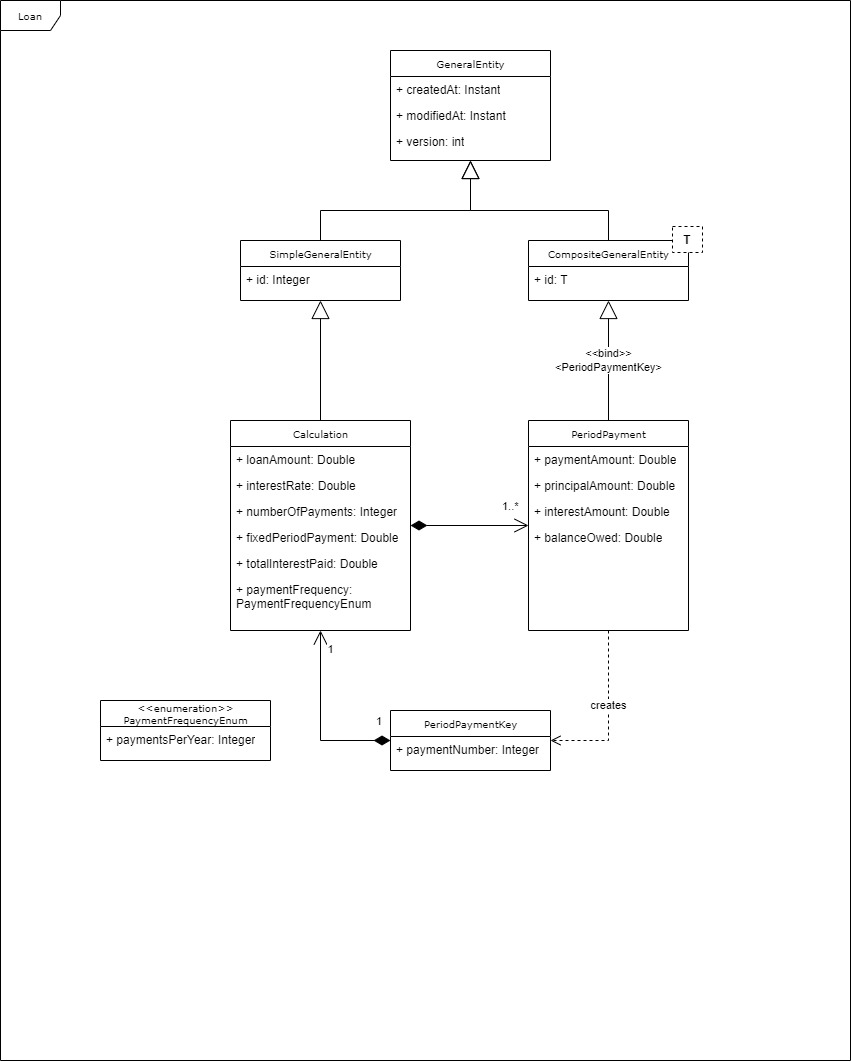 Loan
GeneralEntity
+ createdAt: Instant
+ modifiedAt: Instant
+ version: int
T
SimpleGeneralEntity
+ id: Integer
CompositeGeneralEntity
+ id: T
<<bind>>
<PeriodPaymentKey>
Calculation
+ loanAmount: Double
+ interestRate: Double
+ numberOfPayments: Integer
+ fixedPeriodPayment: Double
+ totalInterestPaid: Double
+ paymentFrequency:
PaymentFrequencyEnum
1..*
PeriodPayment
+ paymentAmount: Double
+ principalAmount: Double
+ interestAmount: Double
+ balanceOwed: Double
1
<<enumeration>>
PaymentFrequencyEnum
+ paymentsPerYear: Integer
1
PeriodPaymentKey
+ paymentNumber: Integer
creates